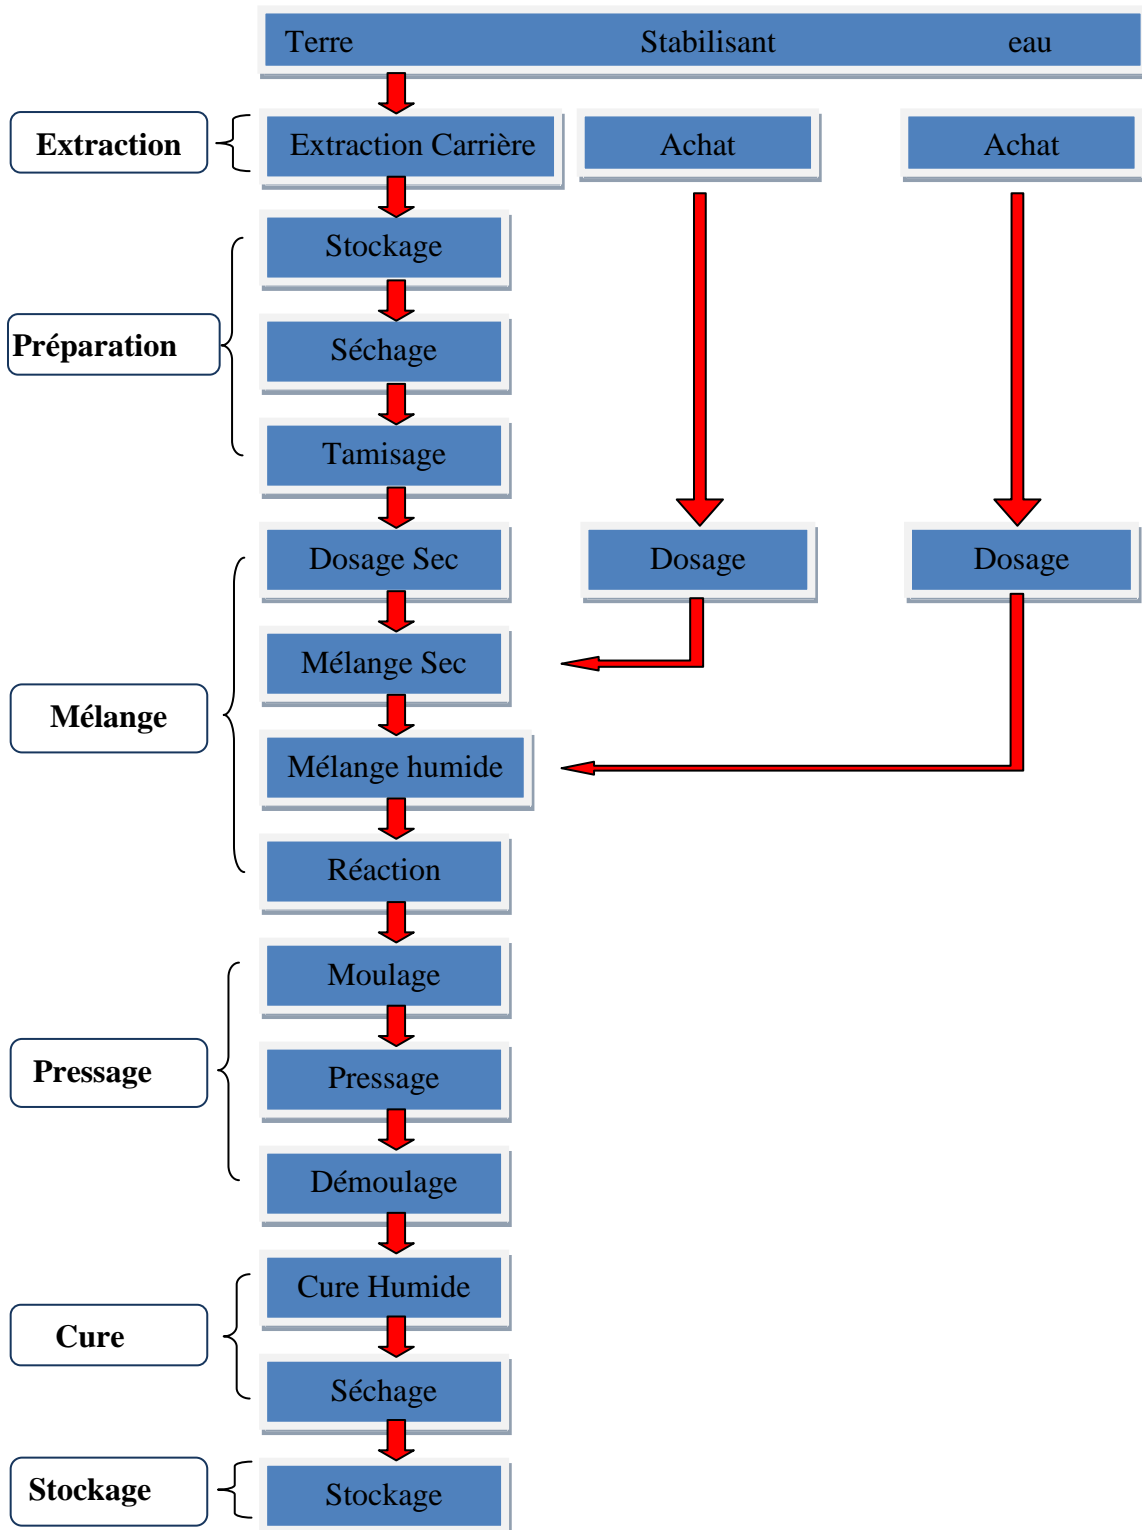 Terre Stabilisant eau
Extraction Extraction Carrière Achat Achat
Stockage
Préparation Séchage
Tamisage
Dosage Sec Dosage Dosage
Mélange Sec
Mélange
Mélange humide
Réaction
Moulage
Pressage Pressage
Démoulage
Cure Humide
Cure
Séchage
Stockage Stockage